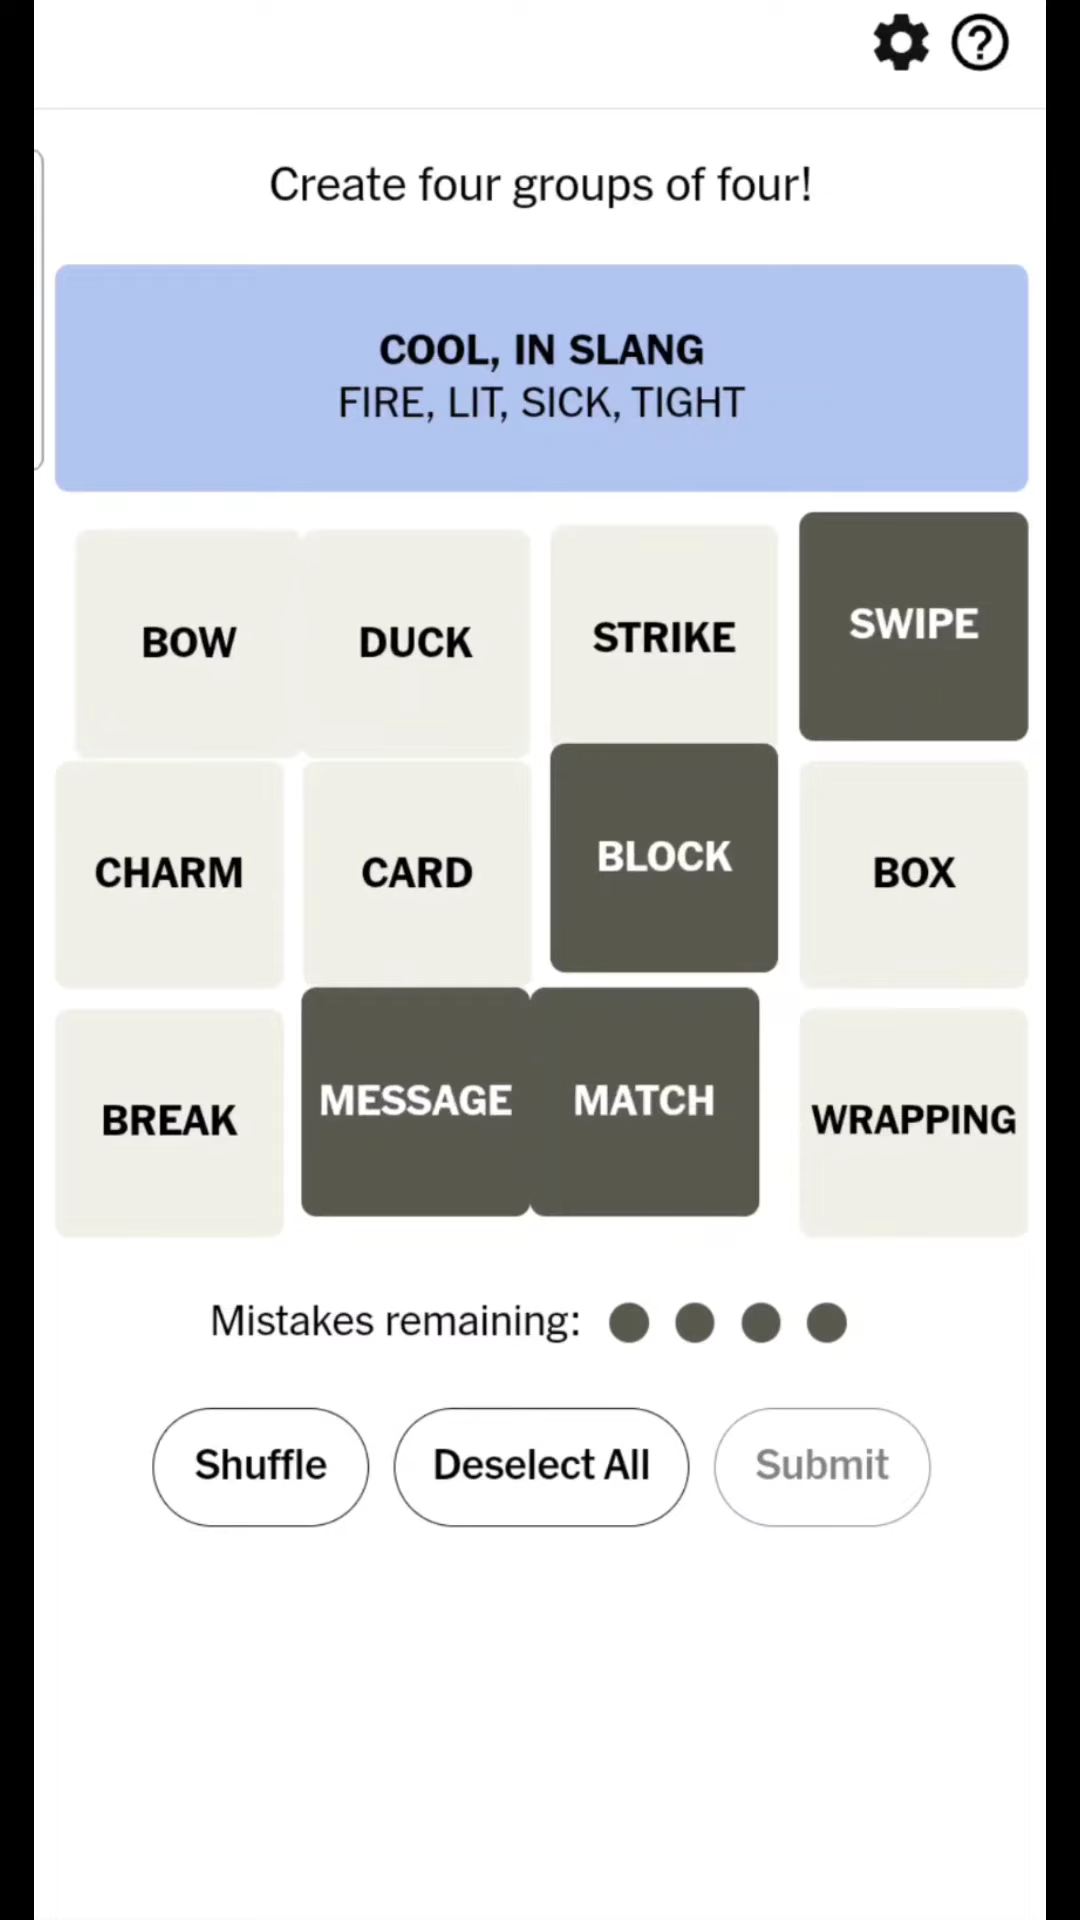 Create four groups of four!
COOL, IN SLANG
FIRE, LIT, SICK, TIGHT
BOW DUCK STRIKE SWIPE
CHARM CARD BLOCK BOX
BREAK MESSAGE MATCH WRAPPING
Mistakes remaining:
Shuffle Deselect All Submit